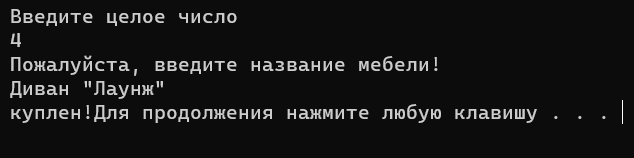 Введите целое число
4
Пожалуйста, введите название мебели!
Диван "Лаунж"
куплен!Для продолжения нажмите любую клавишу . . .